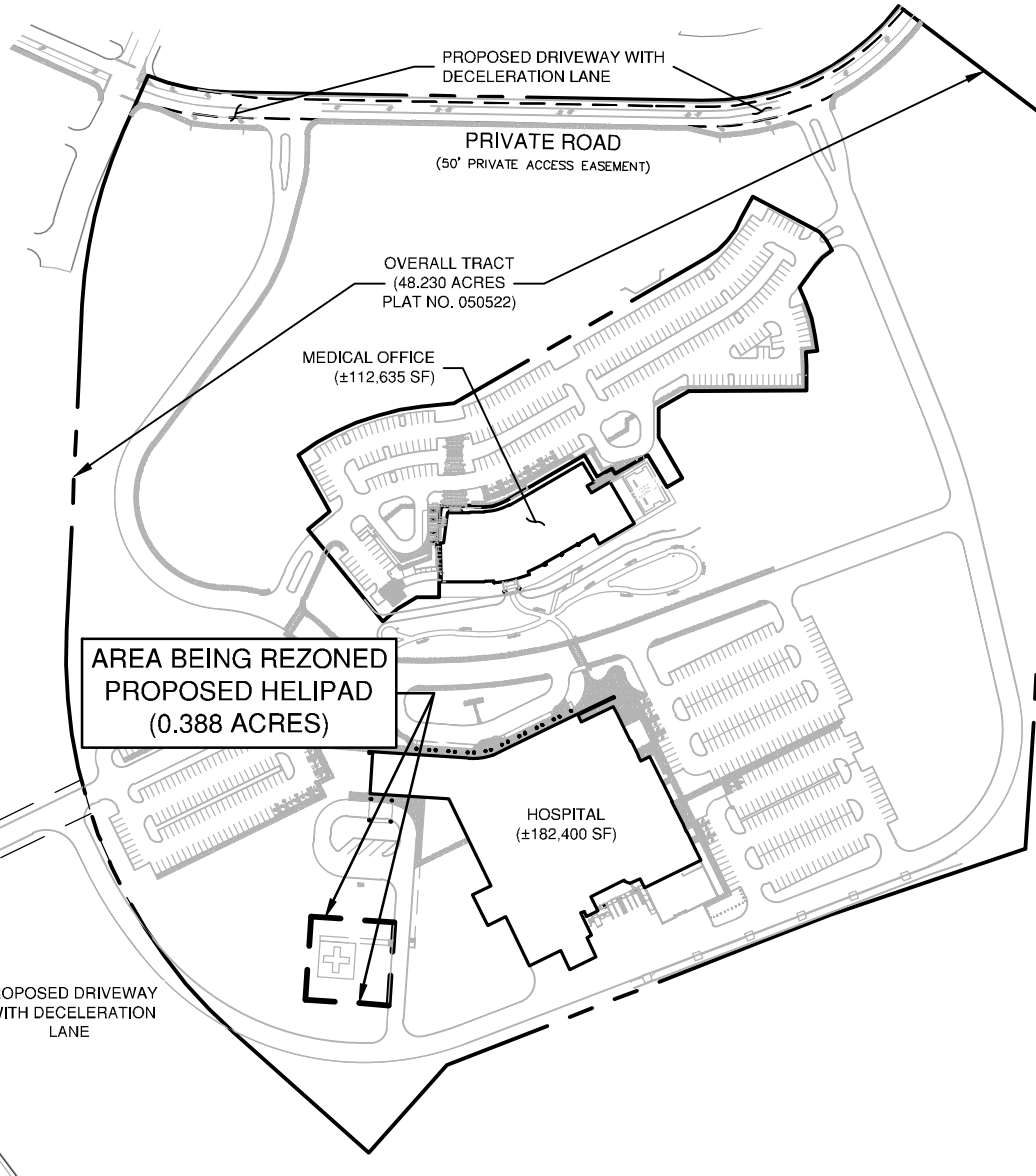 PROPOSED DRIVEWAY WITH
DECELERATION LANE
PRIVATE ROAD
(50' PRIVATE ACCESS EASEMENT)
OVERALL TRACT
(48.230 ACRES
PLAT NO. 050522)
MEDICAL OFFICE
(±112,635 SF)
AREA BEING REZONED
PROPOSED HELIPAD
(0.388 ACRES)
HOSPITAL
(±182,400 SF)
OPOSED DRIVEWAY
ITH DECELERATION
LANE